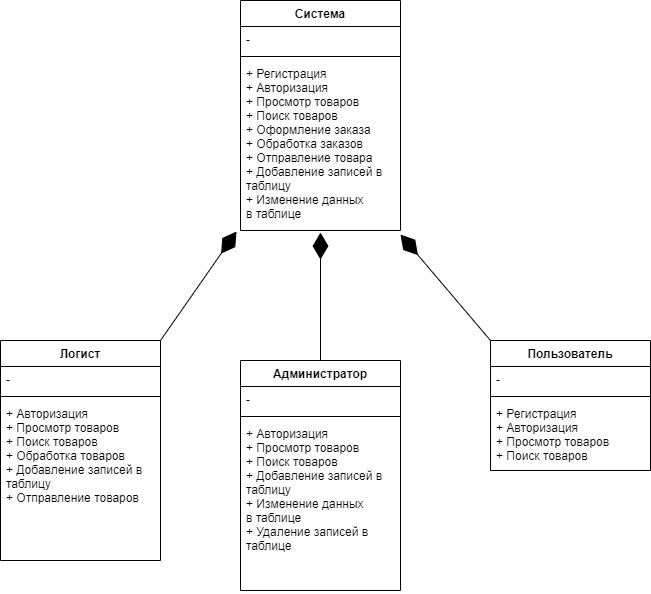 Система
-
+ Регистрация
+ Авторизация
+ Просмотр товаров
+ Поиск товаров
+ Оформление заказа
+ Обработка заказов
+ Отправление товара
+ Добавление записей в
таблицу
+ Изменение данных
в таблице
Логист
-
+ Авторизация
+ Просмотр товаров
+ Поиск товаров
+ Обработка товаров
+ Добавление записей в
таблицу
+ Отправление товаров
Администратор
-
+ Авторизация
+ Просмотр товаров
+ Поиск товаров
+ Добавление записей в
таблицу
+ Изменение данных
в таблице
+ Удаление записей в
таблице
Пользователь
-
+ Регистрация
+ Авторизация
+ Просмотр товаров
+ Поиск товаров